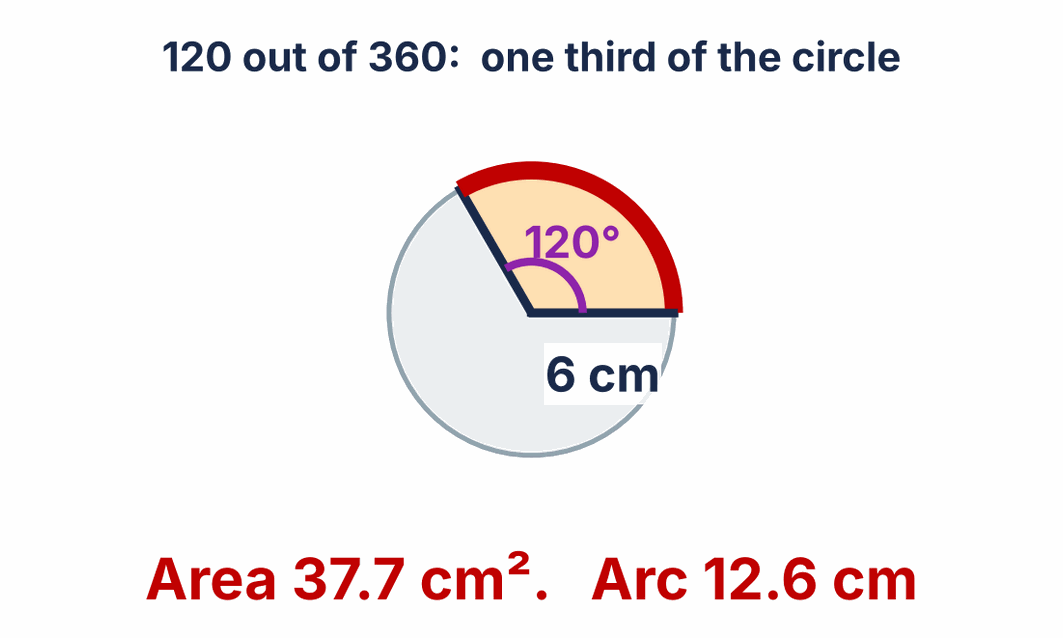 120 out of 360: one third of the circle
120°
6 cm
Area 37.7 cm². Arc 12.6 cm